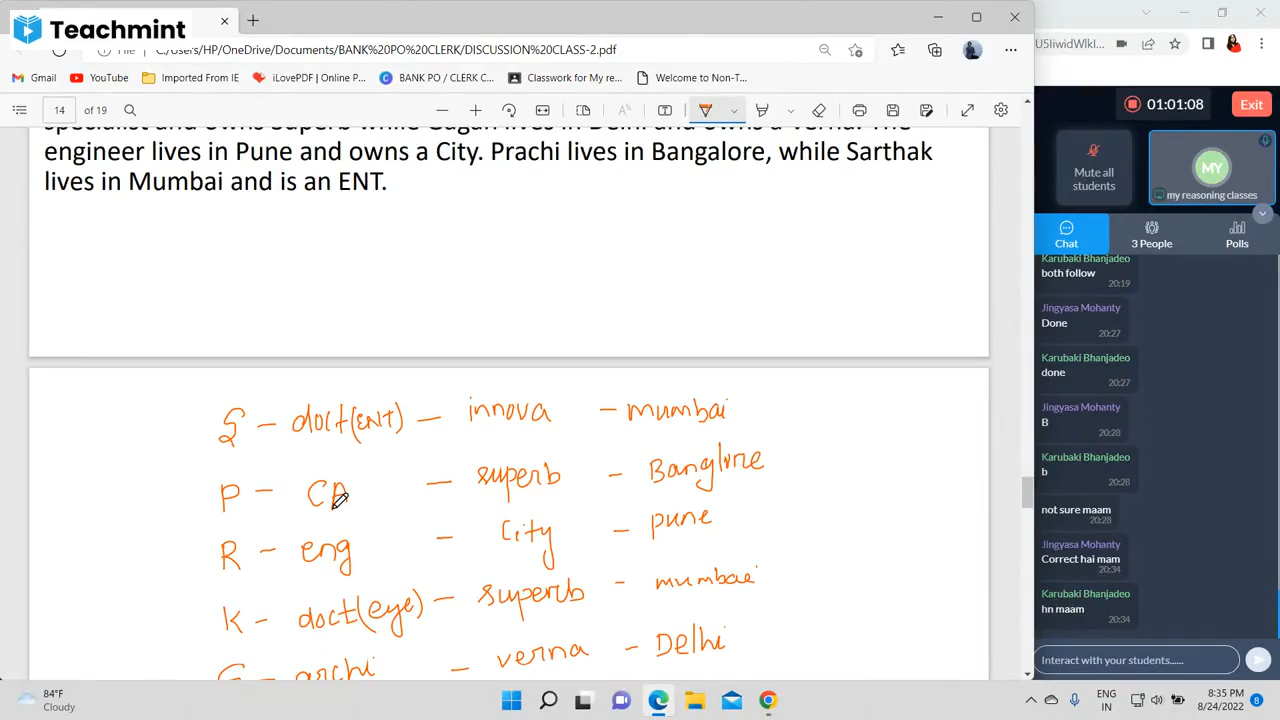 Teachmint
C:/Users/HP/OneDrive/Documents/BANK%20PO%20CLERK/DISCUSSION%20CLASS-2.pdf
Gmail
YouTube
Imported From IE
iLovePDF | Online P...
BANK PO / CLERK C...
Classwork for My re...
Welcome to Non-T...
14 of 19
engineer lives in Pune and owns a City. Prachi lives in Bangalore, while Sarthak
lives in Mumbai and is an ENT.
S - doct(ENT) - innova - mumbai
P - CA - superb - Banglore
R - eng - City - pune
K - doct(eye) - superb - mumbai
G - archi - verna - Delhi
U5IiwidWlkl...
01:01:08
Exit
Mute all
students
MY
my reasoning classes
Chat
3 People
Polls
Karubaki Bhanjadeo
both follow
20:19
Jingyasa Mohanty
Done
20:27
Karubaki Bhanjadeo
done
20:27
Jingyasa Mohanty
B
20:28
Karubaki Bhanjadeo
b
20:28
not sure maam
20:28
Jingyasa Mohanty
Correct hai mam
20:34
Karubaki Bhanjadeo
hn maam
20:34
Interact with your students......
84°F
Cloudy
ENG
IN
8:35 PM
8/24/2022
8